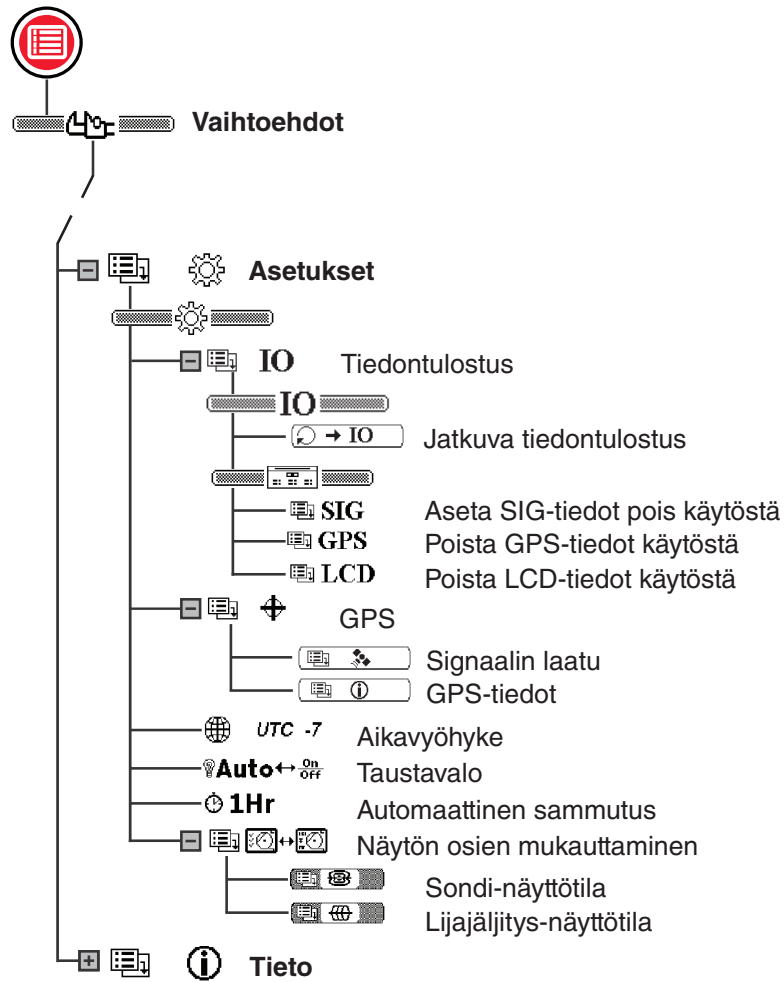 Vaihtoehdot
Asetukset
IO Tiedontulostus
IO
IO Jatkuva tiedontulostus
SIG Aseta SIG-tiedot pois käytöstä
GPS Poista GPS-tiedot käytöstä
LCD Poista LCD-tiedot käytöstä
GPS
Signaalin laatu
GPS-tiedot
UTC -7 Aikavyöhyke
Auto On Off Taustavalo
1Hr Automaattinen sammutus
Näytön osien mukauttaminen
Sondi-näyttötila
Lijajäljitys-näyttötila
Tieto